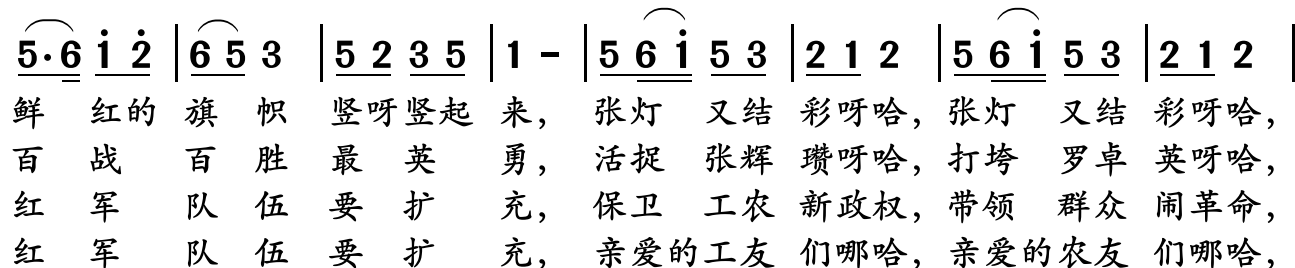 5·6 1̇ 2̇ | 6 5 3 | 5 2 3 5 | 1 – | 5 6 1̇ 5 3 | 2 1 2 | 5 6 1̇ 5 3 | 2 1 2 |
鲜 红的 旗 帜 竖呀竖起 来, 张灯 又结 彩呀哈, 张灯 又结 彩呀哈,
百 战 百 胜 最 英 勇, 活捉 张辉 瓒呀哈, 打垮 罗卓 英呀哈,
红 军 队 伍 要 扩 充, 保卫 工农 新政权, 带领 群众 闹革命,
红 军 队 伍 要 扩 充, 亲爱的工友 们哪哈, 亲爱的农友 们哪哈,